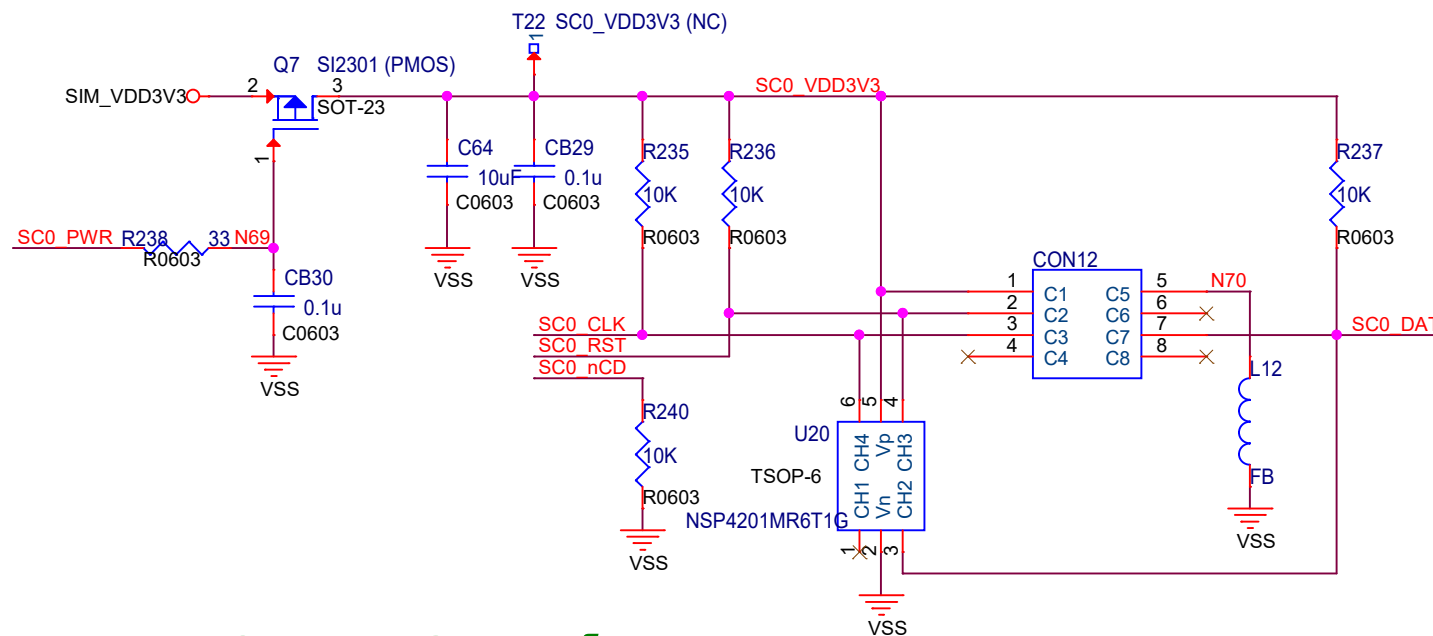 T22 SC0_VDD3V3 (NC)
1
Q7 SI2301 (PMOS)
SIM_VDD3V3
2
3
SOT-23
1
SC0_VDD3V3
C64
10uF
C0603
VSS
CB29
0.1u
C0603
VSS
R235
10K
R0603
R236
10K
R0603
R237
10K
R0603
SC0_PWR
R238
33
R0603
N69
CB30
0.1u
C0603
VSS
CON12
1
2
3
4
C1
C2
C3
C4
C5
C6
C7
C8
5
6
7
8
N70
SC0_CLK
SC0_RST
SC0_nCD
SC0_DAT
R240
10K
R0603
VSS
L12
FB
VSS
6
5
4
U20
TSOP-6
NSP4201MR6T1G
CH4
Vp
CH3
CH1
Vn
CH2
1
2
3
VSS